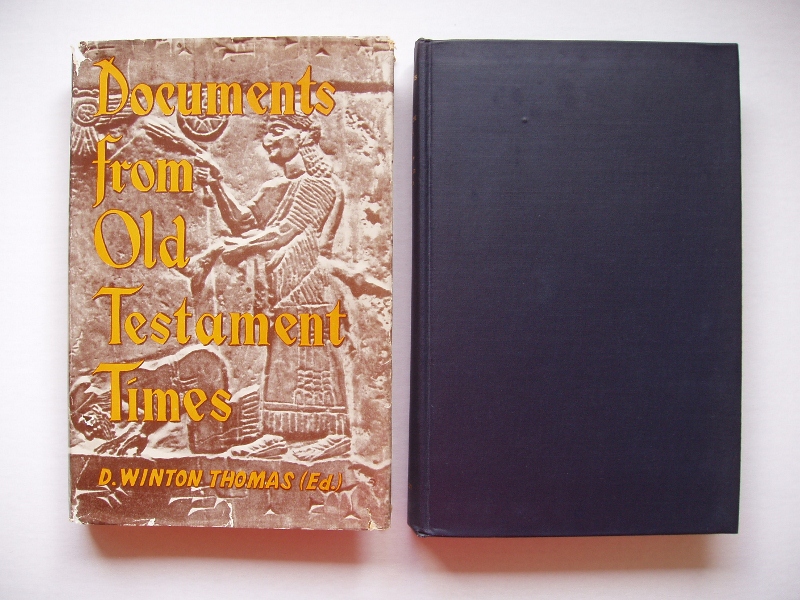 Documents
from
Old
Testament
Times
D. WINTON THOMAS (Ed.)